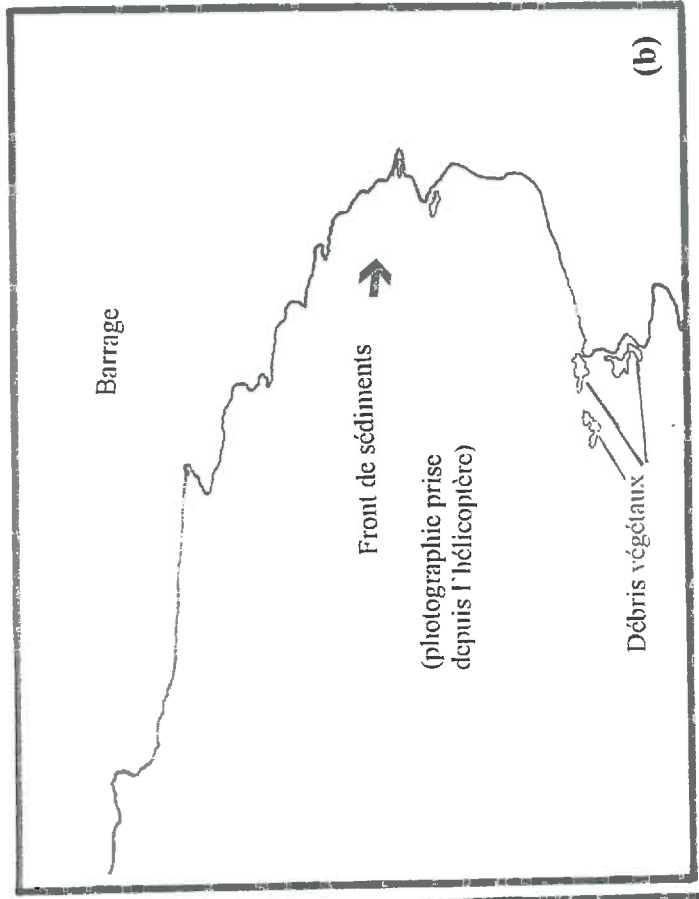 Barrage
Front de sédiments
(photographie prise
depuis l'hélicoptère)
Débris végétaux
(b)